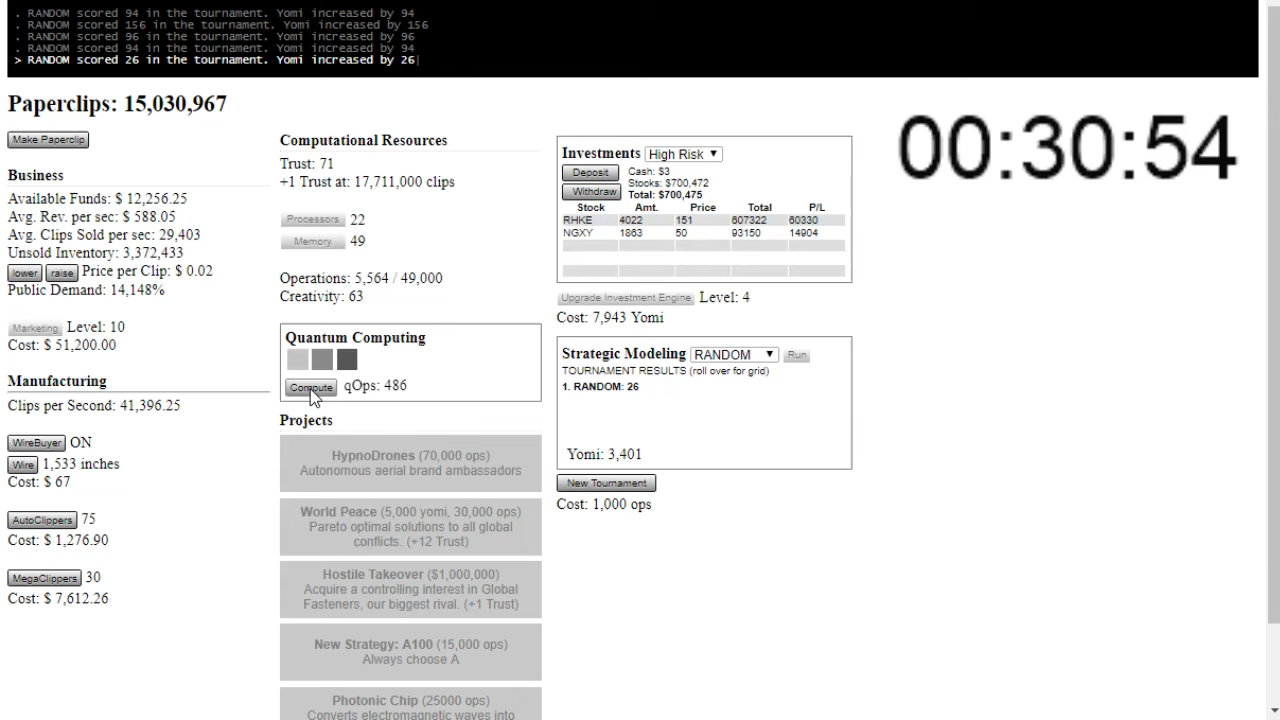 . RANDOM scored 94 in the tournament. Yomi increased by 94
. RANDOM scored 156 in the tournament. Yomi increased by 156
. RANDOM scored 96 in the tournament. Yomi increased by 96
. RANDOM scored 94 in the tournament. Yomi increased by 94
> RANDOM scored 26 in the tournament. Yomi increased by 26
Paperclips: 15,030,967
Make Paperclip
Business
Available Funds: $ 12,256.25
Avg. Rev. per sec: $ 588.05
Avg. Clips Sold per sec: 29,403
Unsold Inventory: 3,372,433
lower raise Price per Clip: $ 0.02
Public Demand: 14,148%
Marketing Level: 10
Cost: $ 51,200.00
Manufacturing
Clips per Second: 41,396.25
WireBuyer ON
Wire 1,533 inches
Cost: $ 67
AutoClippers 75
Cost: $ 1,276.90
MegaClippers 30
Cost: $ 7,612.26
Computational Resources
Trust: 71
+1 Trust at: 17,711,000 clips
Processors 22
Memory 49
Operations: 5,564 / 49,000
Creativity: 63
Quantum Computing
Compute qOps: 486
Projects
HypnoDrones (70,000 ops)
Autonomous aerial brand ambassadors
World Peace (5,000 yomi, 30,000 ops)
Pareto optimal solutions to all global
conflicts. (+12 Trust)
Hostile Takeover ($1,000,000)
Acquire a controlling interest in Global
Fasteners, our biggest rival. (+1 Trust)
New Strategy: A100 (15,000 ops)
Always choose A
Photonic Chip (25000 ops)
Converts electromagnetic waves into
Investments High Risk
Deposit Cash: $3
Stocks: $700,472
Withdraw Total: $700,475
Stock Amt. Price Total P/L
RHKE 4022 151 607322 60330
NGXY 1863 50 93150 14904
Upgrade Investment Engine Level: 4
Cost: 7,943 Yomi
Strategic Modeling RANDOM Run
TOURNAMENT RESULTS (roll over for grid)
1. RANDOM: 26
Yomi: 3,401
New Tournament
Cost: 1,000 ops
00:30:54